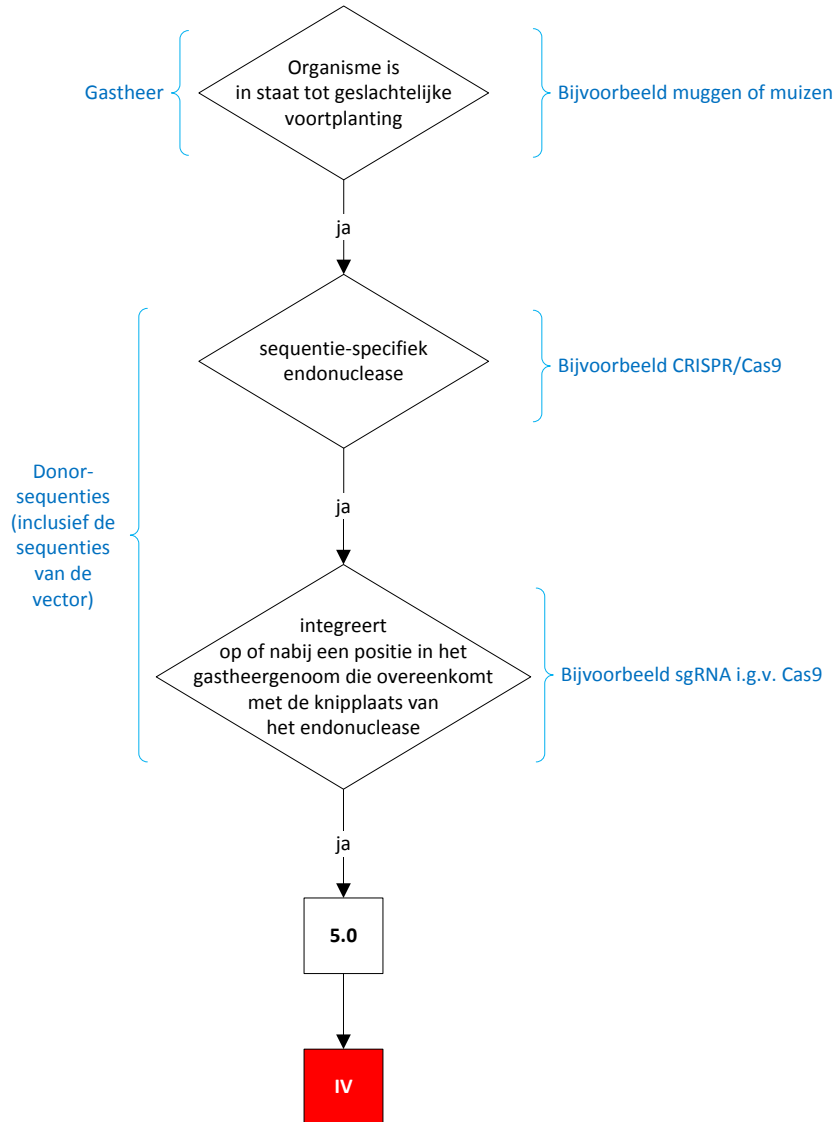 Organisme is
in staat tot geslachtelijke
voortplanting
Gastheer
Bijvoorbeeld muggen of muizen
ja
sequentie-specifiek
endonuclease
Bijvoorbeeld CRISPR/Cas9
Donor-
sequenties
(inclusief de
sequenties
van de
vector)
ja
integreert
op of nabij een positie in het
gastheergenoom die overeenkomt
met de knipplaats van
het endonuclease
Bijvoorbeeld sgRNA i.g.v. Cas9
ja
5.0
IV